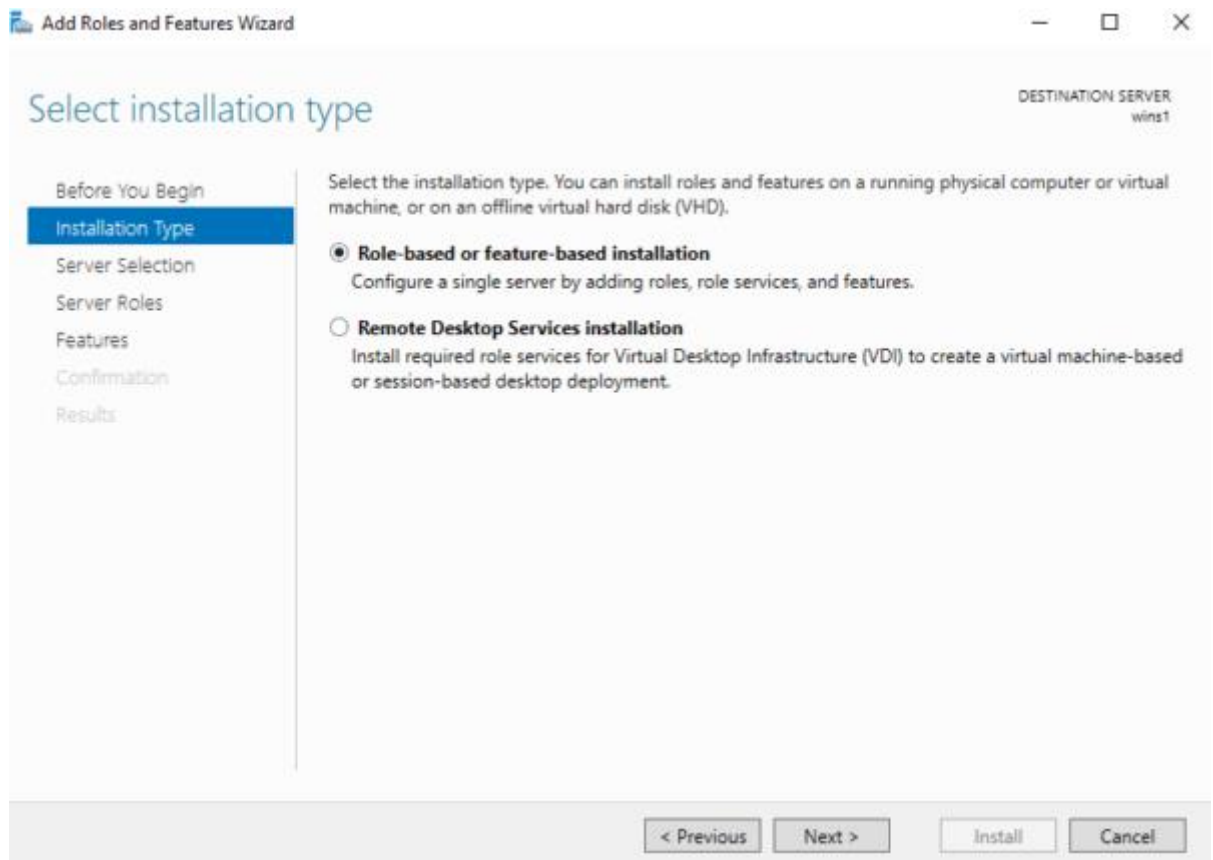 Add Roles and Features Wizard
Select installation type
DESTINATION SERVER
wins1
Before You Begin
Installation Type
Server Selection
Server Roles
Features
Confirmation
Results
Select the installation type. You can install roles and features on a running physical computer or virtual
machine, or on an offline virtual hard disk (VHD).
Role-based or feature-based installation
Configure a single server by adding roles, role services, and features.
Remote Desktop Services installation
Install required role services for Virtual Desktop Infrastructure (VDI) to create a virtual machine-based
or session-based desktop deployment.
< Previous
Next >
Install
Cancel